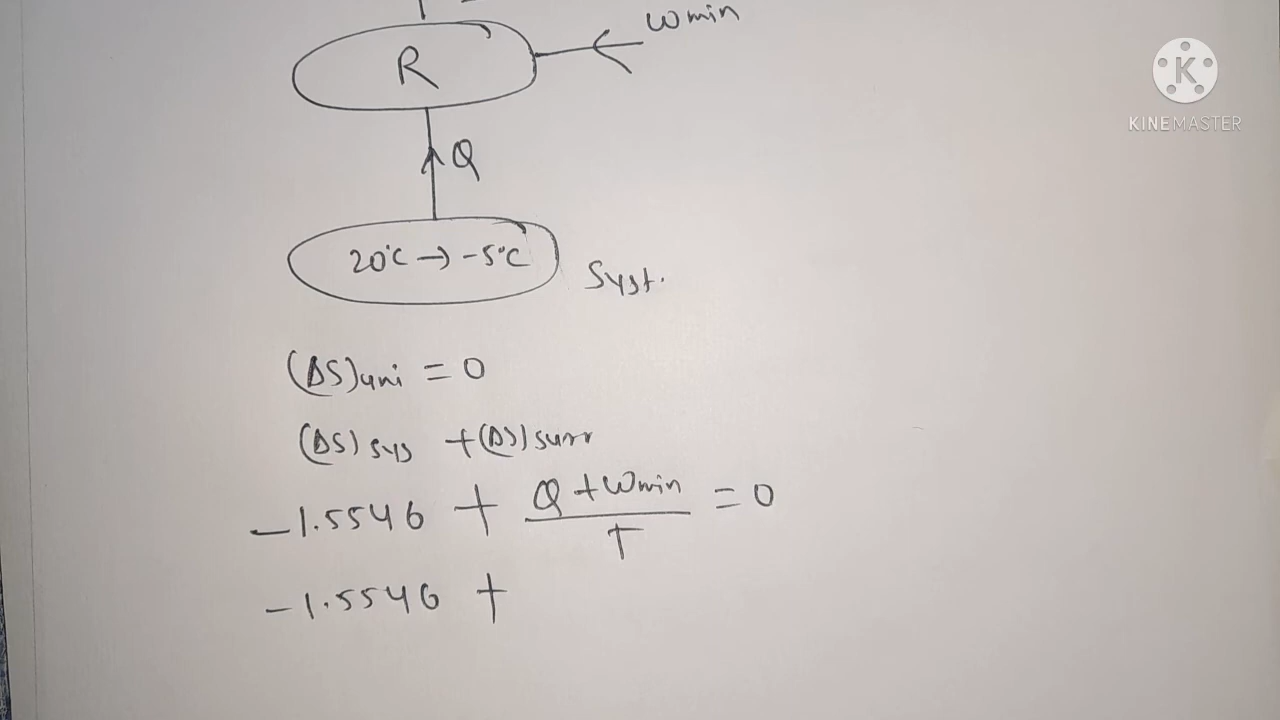 Wmin
R
K
KINEMASTER
Q
20°C → -5°C
Syst.
(ΔS)uni = 0
(ΔS) sys + (ΔS) surr
-1.5546 + Q + Wmin / T = 0
-1.5546 +